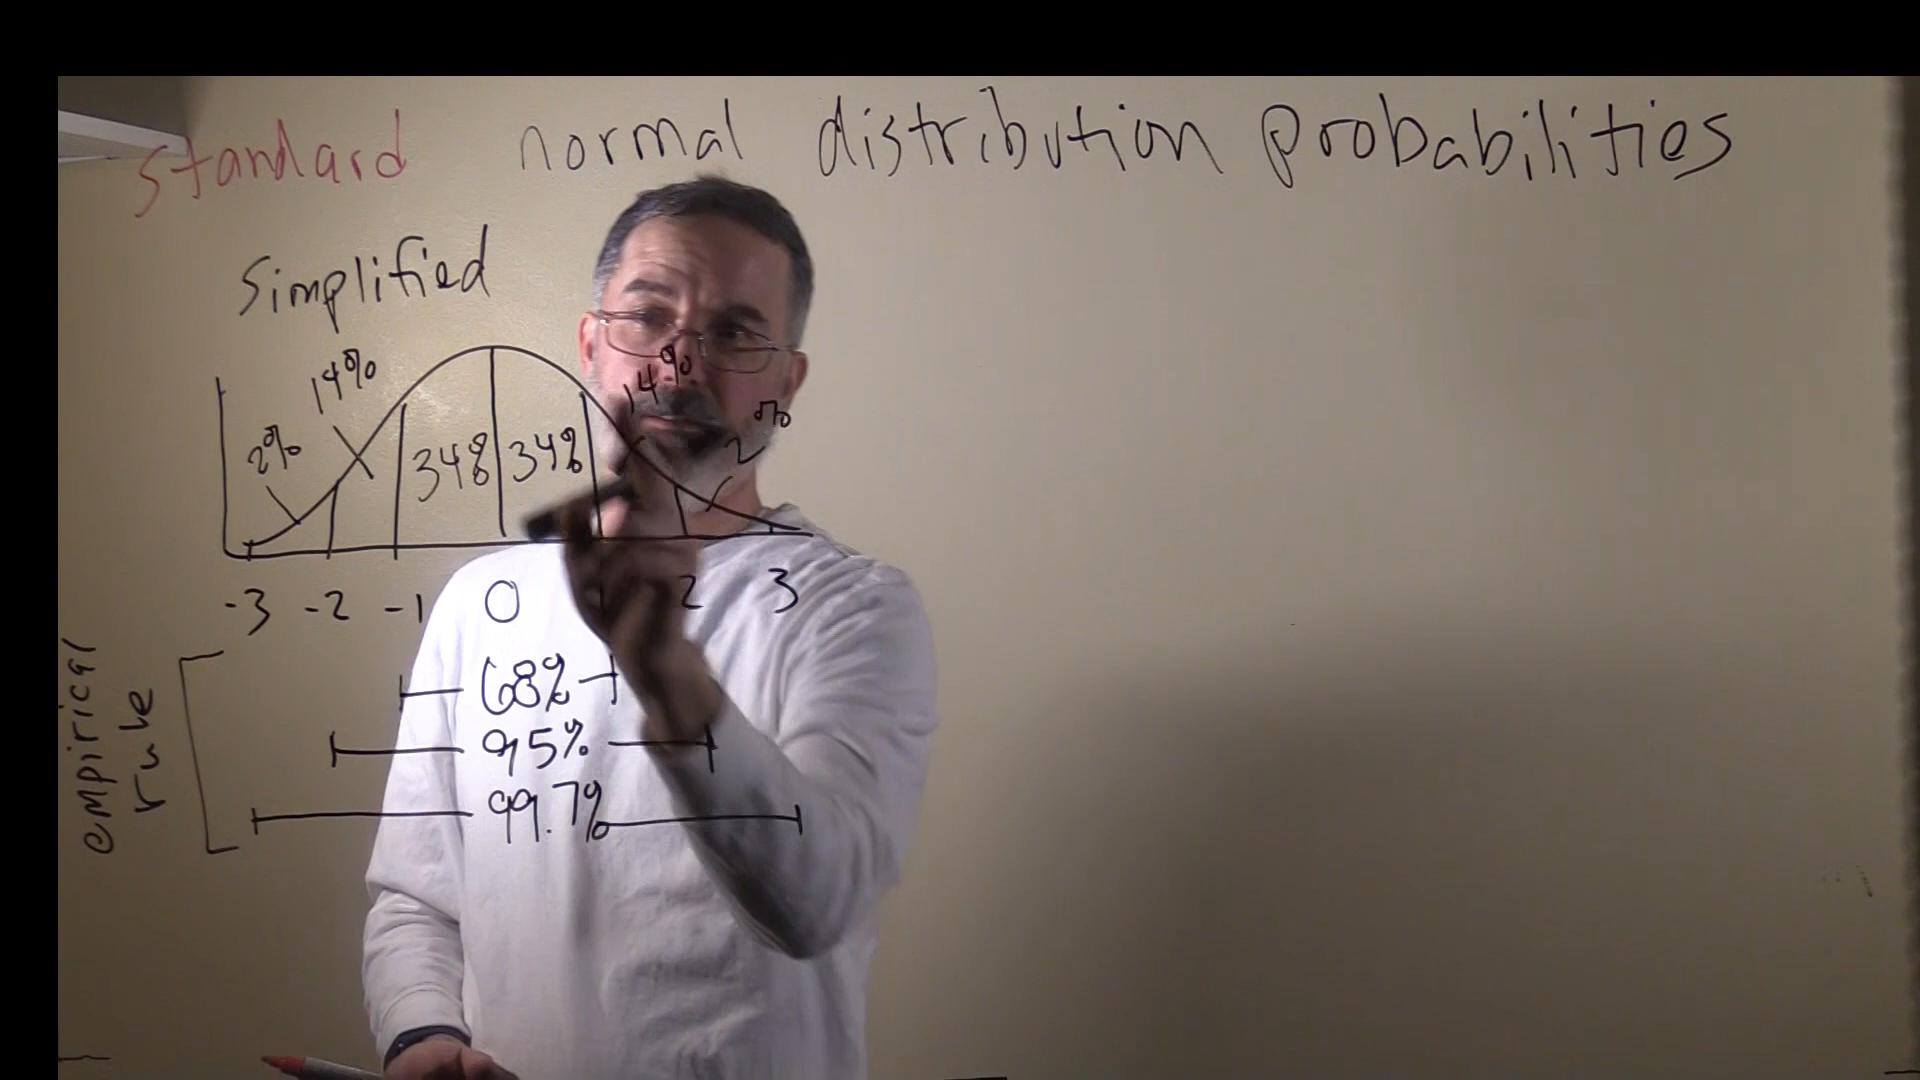 standard normal distribution probabilities
simplified
14% 14%
2% 2%
34% 34%
-3 -2 -1 0 2 3
empirical rule
68%
95%
99.7%